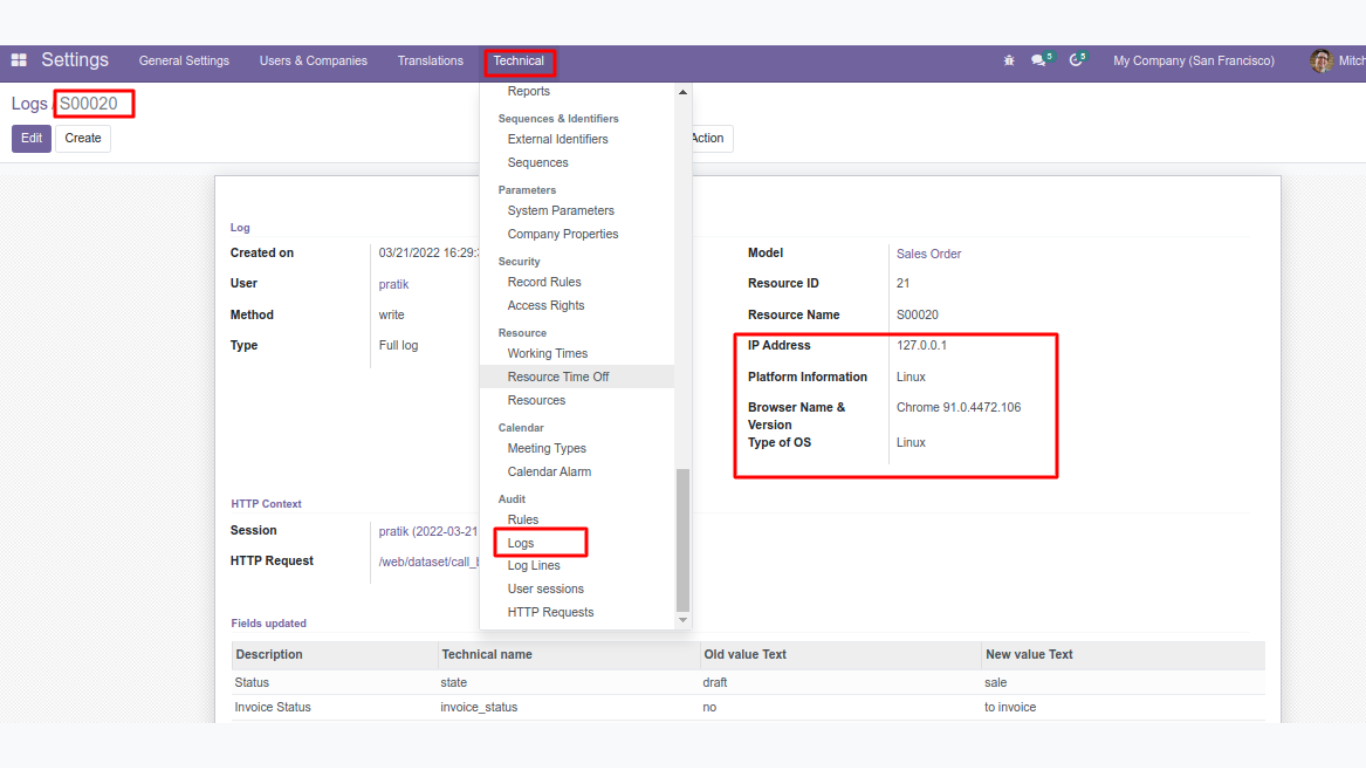 Settings General Settings Users & Companies Translations Technical 5 5 My Company (San Francisco) Mitch
Logs / S00020
Edit Create Action
Reports
Sequences & Identifiers
External Identifiers
Sequences
Parameters
System Parameters
Company Properties
Security
Record Rules
Access Rights
Resource
Working Times
Resource Time Off
Resources
Calendar
Meeting Types
Calendar Alarm
Audit
Rules
Logs
Log Lines
User sessions
HTTP Requests
Log
Created on 03/21/2022 16:29:
User pratik
Method write
Type Full log
Model Sales Order
Resource ID 21
Resource Name S00020
IP Address 127.0.0.1
Platform Information Linux
Browser Name & Chrome 91.0.4472.106
Version
Type of OS Linux
HTTP Context
Session pratik (2022-03-21
HTTP Request /web/dataset/call_
Fields updated
Description Technical name Old value Text New value Text
Status state draft sale
Invoice Status invoice_status no to invoice